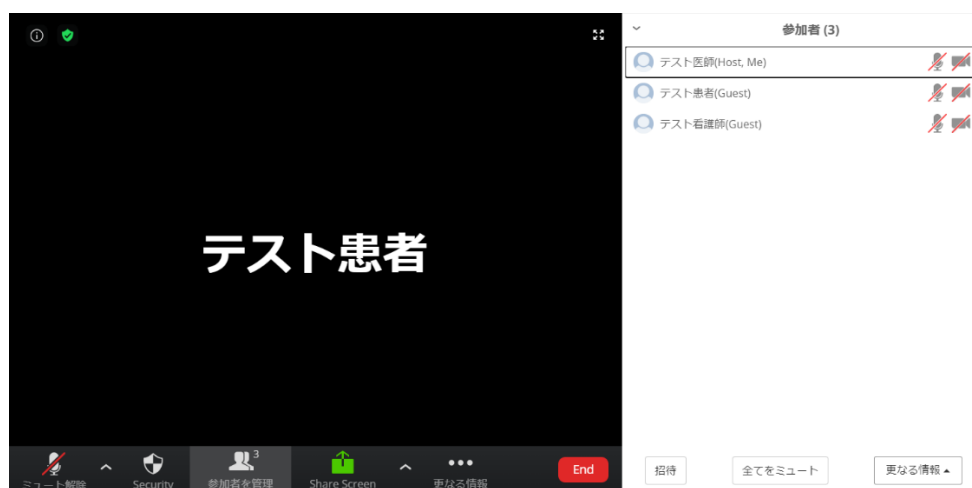 参加者 (3)
テスト医師(Host, Me)
テスト患者(Guest)
テスト看護師(Guest)
テスト患者
3
ミュート解除
Security
参加者を管理
Share Screen
更なる情報
End
招待
全てをミュート
更なる情報